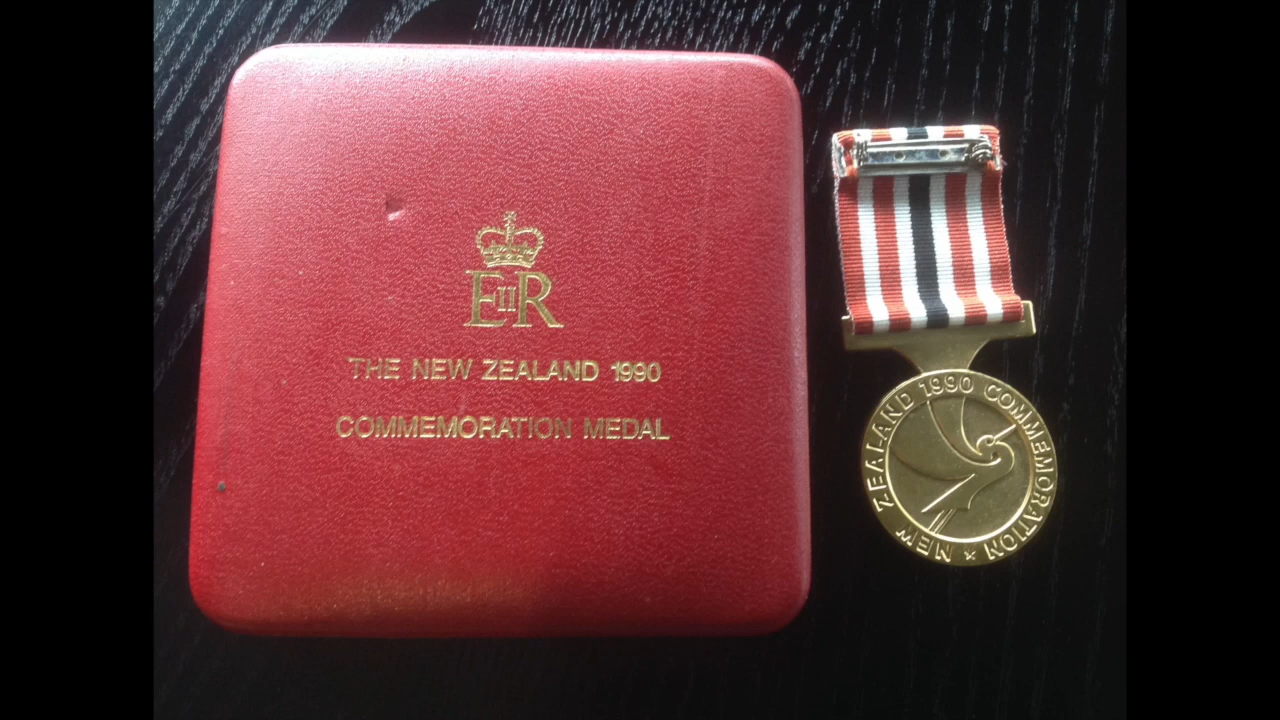 EIIR
THE NEW ZEALAND 1990
COMMEMORATION MEDAL
NEW ZEALAND 1990 COMMEMORATION